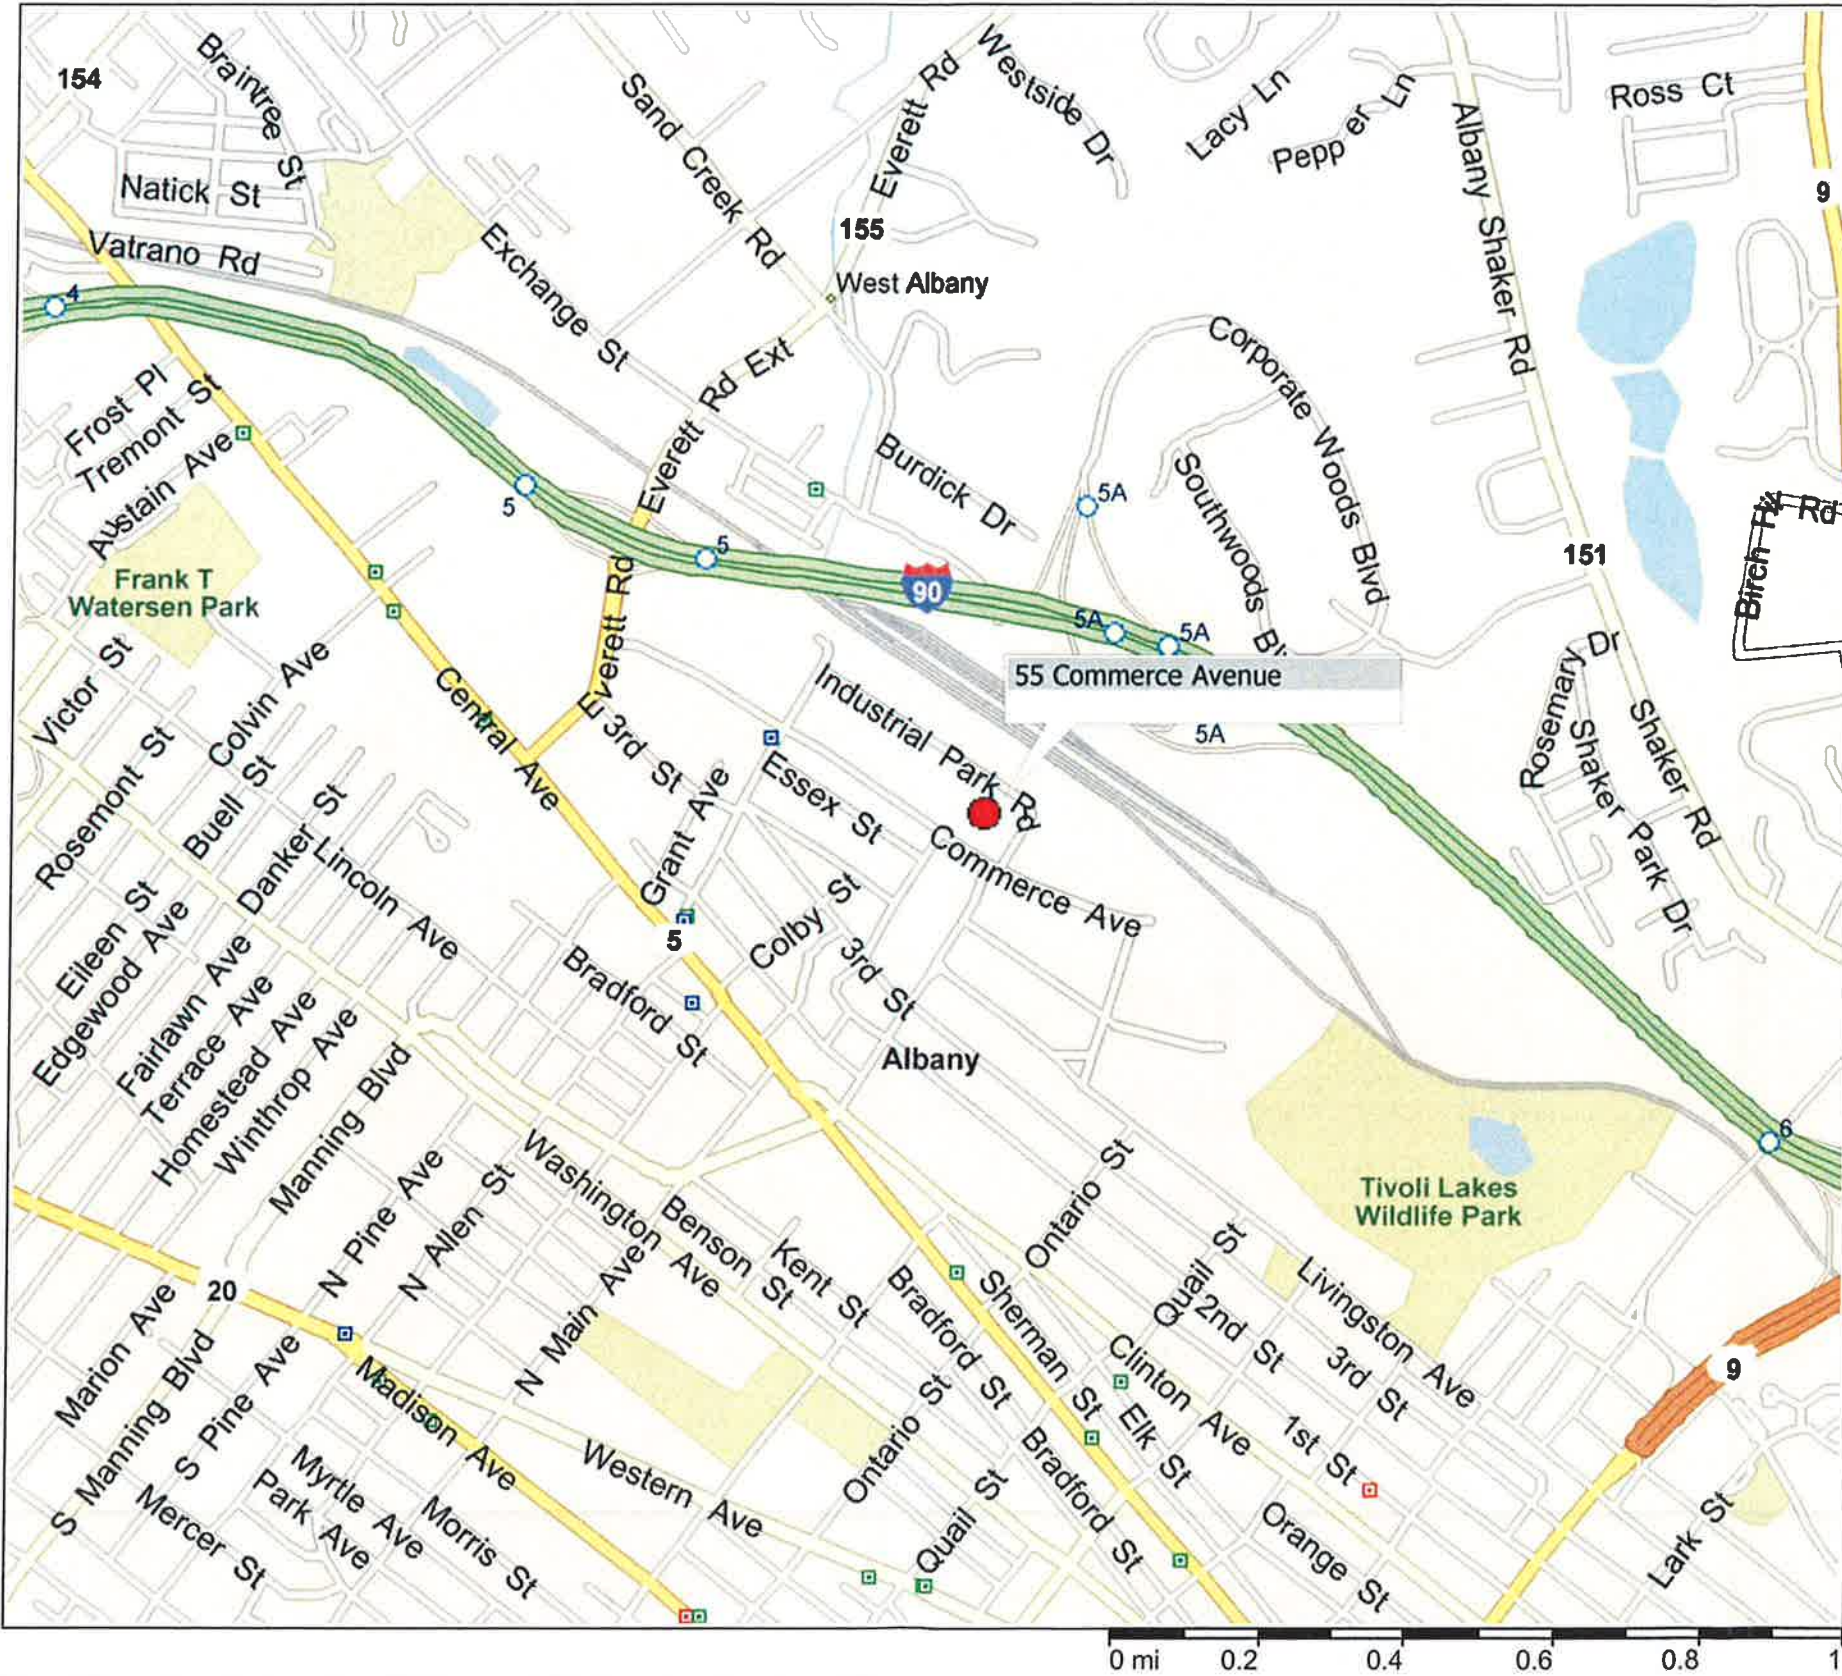 154
Braintree St
Natick St
Vatrano Rd
4
Sand Creek Rd
Everett Rd
Westside Dr
Lacy Ln
Pepper Ln
Albany Shaker Rd
Ross Ct
9
155
West Albany
Exchange St
Everett Rd Ext
Corporate Woods Blvd
Frost Pl
Tremont St
Austain Ave
5
Everett Rd
Burdick Dr
5A
Southwoods
151
Birch Hill Rd
Frank T
Watersen Park
5
90
5A
5A
55 Commerce Avenue
5A
Victor St
Colvin Ave
Central Ave
Everett Rd
3rd St
Industrial Park Rd
Rosemary Dr
Shaker Park Dr
Shaker Rd
Rosemont St
Buell St
Danker St
Lincoln Ave
Grant Ave
Essex St
Commerce Ave
Eileen St
Edgewood Ave
Fairlawn Ave
Terrace Ave
Homestead Ave
Winthrop Ave
Manning Blvd
5
Bradford St
Colby St
3rd St
Albany
6
Tivoli Lakes
Wildlife Park
Washington Ave
N Pine Ave
N Allen St
N Main Ave
Benson St
Kent St
Bradford St
Ontario St
Quail St
2nd St
Livingston Ave
3rd St
20
Marion Ave
S Manning Blvd
S Pine Ave
Madison Ave
Sherman St
Clinton Ave
Elk St
1st St
9
Myrtle Ave
Park Ave
Mercer St
Morris St
Western Ave
Ontario St
Quail St
Bradford St
Orange St
Lark St
0 mi 0.2 0.4 0.6 0.8 1